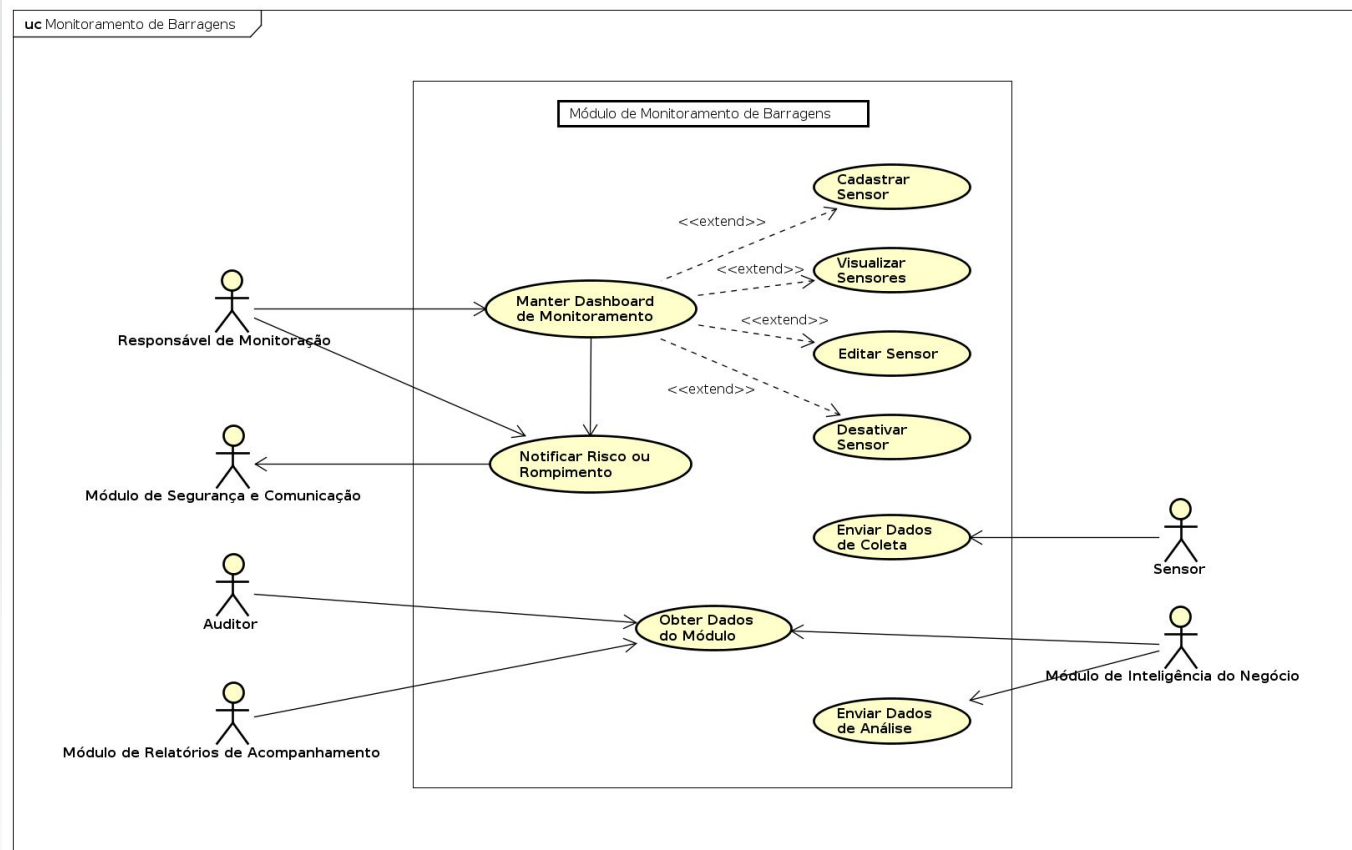 uc Monitoramento de Barragens
Módulo de Monitoramento de Barragens
Cadastrar
Sensor
<<extend>>
Visualizar
Sensores
<<extend>>
Manter Dashboard
de Monitoramento
<<extend>>
Editar Sensor
Responsável de Monitoração
<<extend>>
Desativar
Sensor
Notificar Risco ou
Rompimento
Módulo de Segurança e Comunicação
Enviar Dados
de Coleta
Sensor
Auditor
Obter Dados
do Módulo
Módulo de Inteligência do Negócio
Enviar Dados
de Análise
Módulo de Relatórios de Acompanhamento